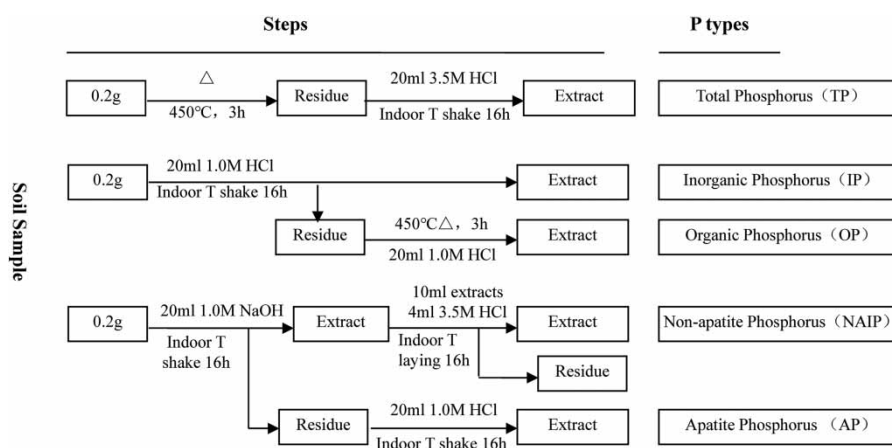 Steps
P types
Soil Sample
0.2g
△
450℃，3h
Residue
20ml 3.5M HCl
Indoor T shake 16h
Extract
Total Phosphorus（TP）
0.2g
20ml 1.0M HCl
Indoor T shake 16h
Extract
Inorganic Phosphorus（IP）
Residue
450℃△，3h
20ml 1.0M HCl
Extract
Organic Phosphorus（OP）
0.2g
20ml 1.0M NaOH
Indoor T
shake 16h
Extract
10ml extracts
4ml 3.5M HCl
Indoor T
laying 16h
Extract
Non-apatite Phosphorus（NAIP）
Residue
Residue
20ml 1.0M HCl
Indoor T shake 16h
Extract
Apatite Phosphorus（AP）